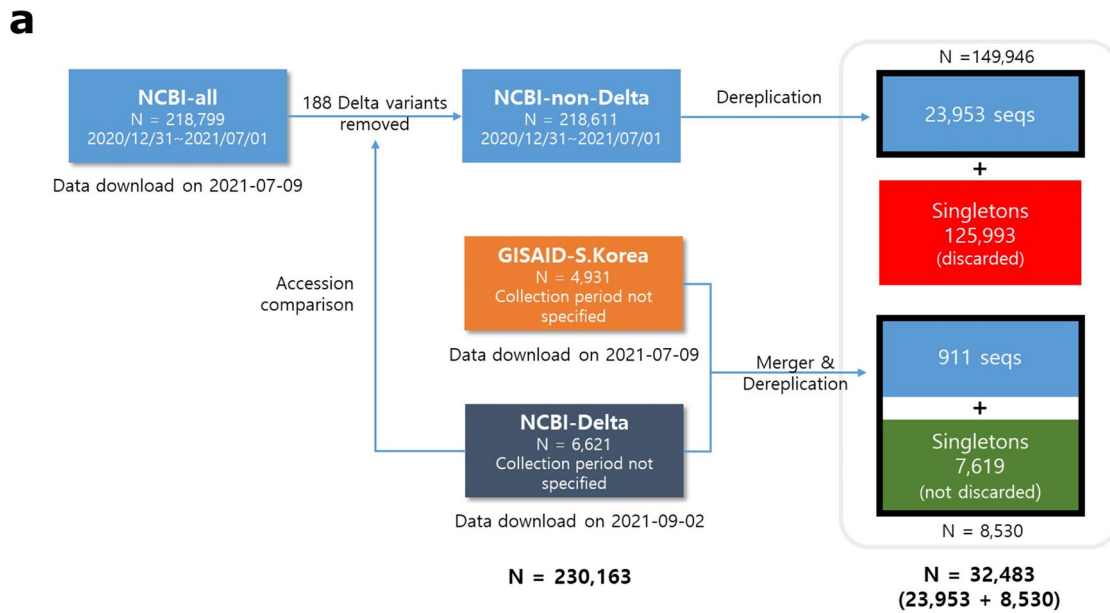 a
NCBI-all
N = 218,799
2020/12/31~2021/07/01
Data download on 2021-07-09
188 Delta variants
removed
NCBI-non-Delta
N = 218,611
2020/12/31~2021/07/01
Dereplication
N =149,946
23,953 seqs
+
Singletons
125,993
(discarded)
Accession
comparison
GISAID-S.Korea
N = 4,931
Collection period not
specified
Data download on 2021-07-09
NCBI-Delta
N = 6,621
Collection period not
specified
Data download on 2021-09-02
Merger &
Dereplication
911 seqs
+
Singletons
7,619
(not discarded)
N = 8,530
N = 230,163
N = 32,483
(23,953 + 8,530)